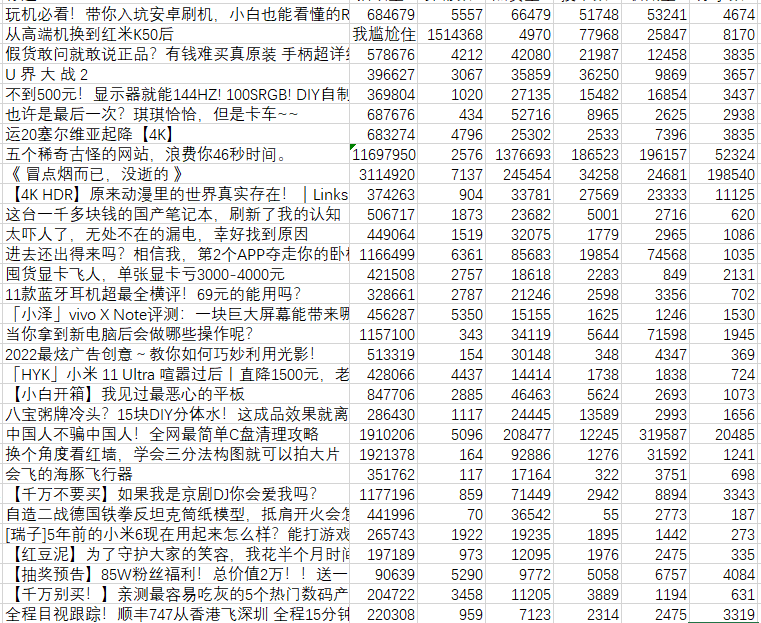 玩机必看！带你入坑安卓刷机，小白也能看懂的R 684679 5557 66479 51748 53241 4674
从高端机换到红米K50后 我尴尬住 1514368 4970 77968 25847 8170
假货敢问就敢说正品？有钱难买真原装 手柄超详 578676 4212 42080 21987 12458 3835
U 界 大 战 2 396627 3067 35859 36250 9869 3657
不到500元！显示器就能144HZ! 100SRGB! DIY自制 369804 1020 27135 15482 16854 3437
也许是最后一次？琪琪恰恰，但是卡车~~ 687676 434 52716 8965 2625 2938
运20塞尔维亚起降【4K】 683274 4796 25302 2533 7396 3835
五个稀奇古怪的网站，浪费你46秒时间。 11697950 2576 1376693 186523 196157 52324
《 冒点烟而已，没逝的 》 3114920 7137 245454 34258 24681 198540
【4K HDR】原来动漫里的世界真实存在！｜Links 374263 904 33781 27569 23333 11125
这台一千多块钱的国产笔记本，刷新了我的认知 506717 1873 23682 5001 2716 620
太吓人了，无处不在的漏电，幸好找到原因 449064 1519 32075 1779 2965 1086
进去还出得来吗？相信我，第2个APP夺走你的卧 1166499 6361 85683 19854 74568 1035
囤货显卡飞人，单张显卡亏3000-4000元 421508 2757 18618 2283 849 2131
11款蓝牙耳机超最全横评！69元的能用吗？ 328661 2787 21246 2598 3356 702
「小泽」vivo X Note评测：一块巨大屏幕能带来哪 456287 5350 15155 1625 1246 1530
当你拿到新电脑后会做哪些操作呢？ 1157100 343 34119 5644 71598 1945
2022最炫广告创意～教你如何巧妙利用光影！ 513319 154 30148 348 4347 369
「HYK」小米 11 Ultra 喧嚣过后丨直降1500元，老 428066 4437 14414 1738 1838 724
【小白开箱】我见过最恶心的平板 847706 2885 46463 5624 2693 1073
八宝粥牌冷头？15块DIY分体水！这成品效果就离 286430 1117 24445 13589 2993 1656
中国人不骗中国人！全网最简单C盘清理攻略 1910206 5096 208477 12245 319587 20485
换个角度看红墙，学会三分法构图就可以拍大片 1921378 164 92886 1276 31592 1241
会飞的海豚飞行器 351762 117 17164 322 3751 698
【千万不要买】如果我是京剧DJ你会爱我吗？ 1177196 859 71449 2942 8894 3343
自造二战德国铁拳反坦克筒纸模型，抵肩开火会怎 441996 70 36542 55 2773 187
[瑞子]5年前的小米6现在用起来怎么样？能打游戏 265743 1922 19235 1895 1442 273
【红豆泥】为了守护大家的笑容，我花半个月时间 197189 973 12095 1976 2475 335
【抽奖预告】85W粉丝福利！总价值2万！！送一 90639 5290 9772 5058 6757 4084
【千万别买！】亲测最容易吃灰的5个热门数码产 204722 3458 11205 3889 1194 631
全程目视跟踪！顺丰747从香港飞深圳 全程15分钟 220308 959 7123 2314 2475 3319